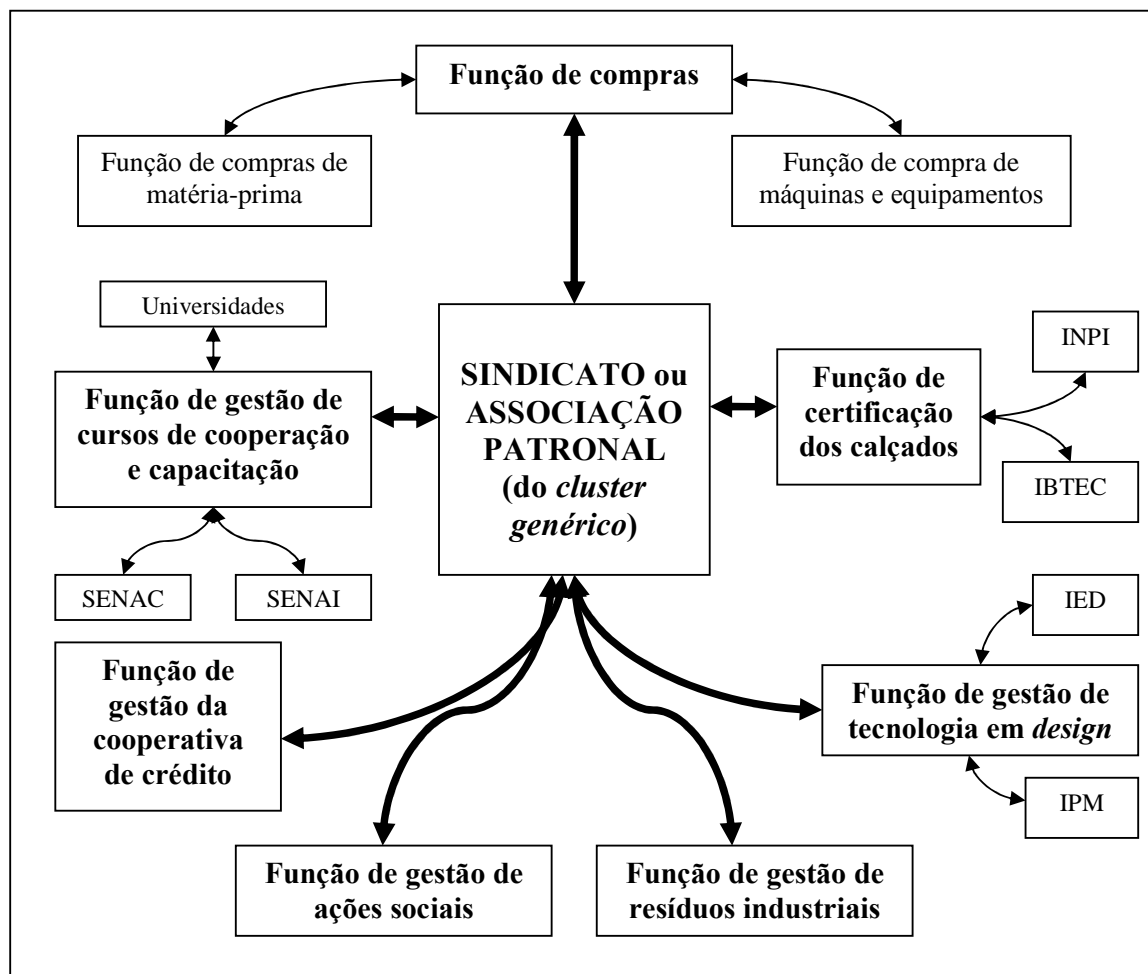 Função de compras
Função de compras de
matéria-prima
Função de compra de
máquinas e equipamentos
Universidades
Função de gestão de
cursos de cooperação
e capacitação
SENAC
SENAI
SINDICATO ou
ASSOCIAÇÃO
PATRONAL
(do cluster
genérico)
Função de
certificação
dos calçados
INPI
IBTEC
Função de
gestão da
cooperativa
de crédito
IED
Função de gestão de
tecnologia em design
IPM
Função de gestão de
ações sociais
Função de gestão de
resíduos industriais